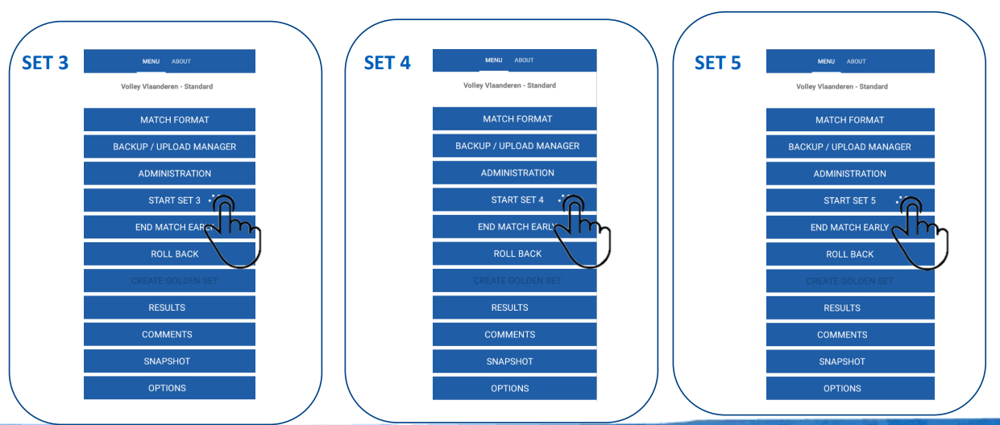 SET 3
MENU ABOUT
Volley Vlaanderen - Standard
MATCH FORMAT
BACKUP / UPLOAD MANAGER
ADMINISTRATION
START SET 3
END MATCH EARLY
ROLL BACK
CREATE GOLDEN SET
RESULTS
COMMENTS
SNAPSHOT
OPTIONS
SET 4
MENU ABOUT
Volley Vlaanderen - Standard
MATCH FORMAT
BACKUP / UPLOAD MANAGER
ADMINISTRATION
START SET 4
END MATCH EARLY
ROLL BACK
CREATE GOLDEN SET
RESULTS
COMMENTS
SNAPSHOT
OPTIONS
SET 5
MENU ABOUT
Volley Vlaanderen - Standard
MATCH FORMAT
BACKUP / UPLOAD MANAGER
ADMINISTRATION
START SET 5
END MATCH EARLY
ROLL BACK
CREATE GOLDEN SET
RESULTS
COMMENTS
SNAPSHOT
OPTIONS